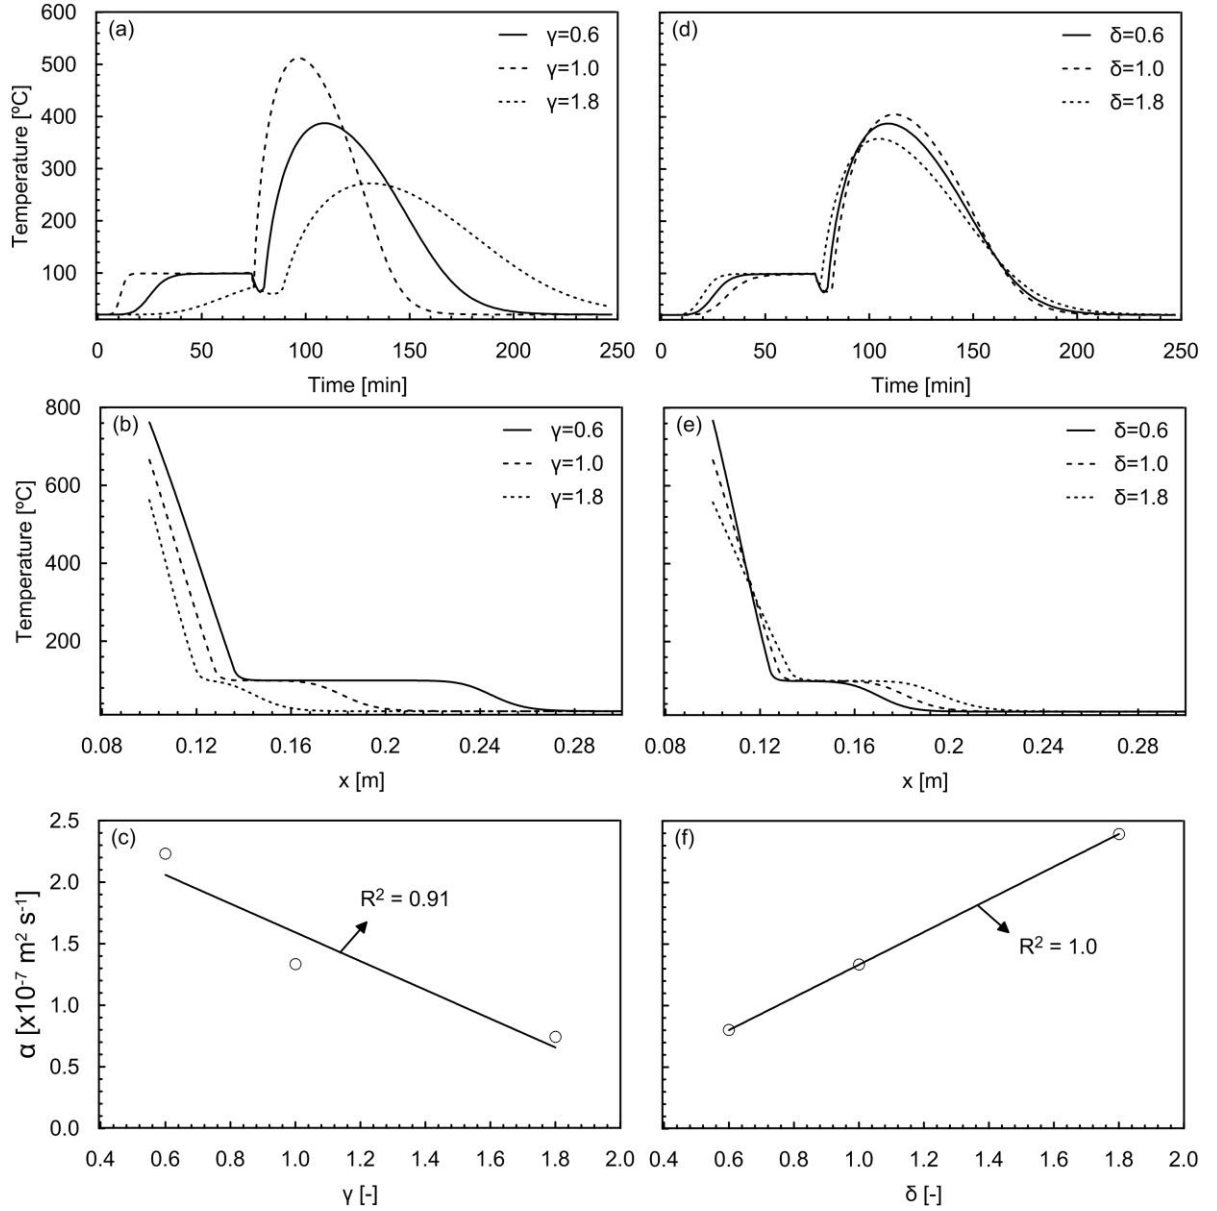 (a)
600
500
400
300
200
100
Temperature [ºC]
γ=0.6
γ=1.0
γ=1.8
0 50 100 150 200 250
Time [min]
(d)
δ=0.6
δ=1.0
δ=1.8
0 50 100 150 200 250
Time [min]
(b)
800
600
400
200
Temperature [ºC]
γ=0.6
γ=1.0
γ=1.8
0.08 0.12 0.16 0.2 0.24 0.28
x [m]
(e)
δ=0.6
δ=1.0
δ=1.8
0.08 0.12 0.16 0.2 0.24 0.28
x [m]
(c)
2.5
2.0
1.5
1.0
0.5
0.0
α [x10⁻⁷ m² s⁻¹]
R² = 0.91
0.4 0.6 0.8 1.0 1.2 1.4 1.6 1.8 2.0
γ [-]
(f)
R² = 1.0
0.4 0.6 0.8 1.0 1.2 1.4 1.6 1.8 2.0
δ [-]